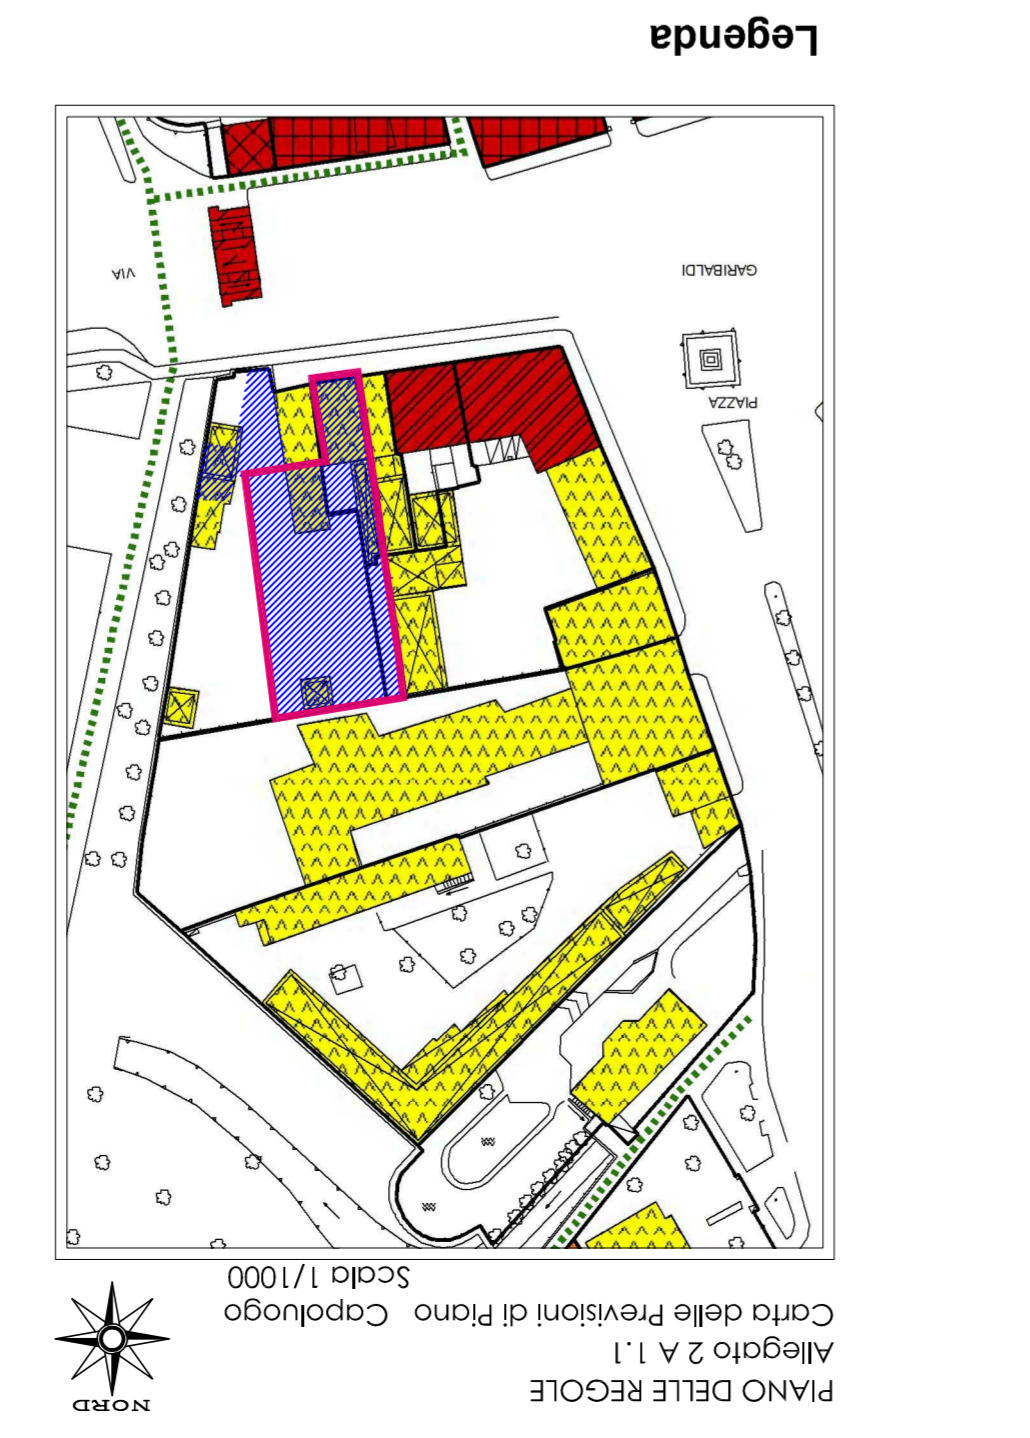 PIANO DELLE REGOLE
Allegato 2 A 1.1
Carta delle Previsioni di Piano Capoluogo
Scala 1/1000
NORD
PIAZZA
GARIBALDI
VIA
Legenda